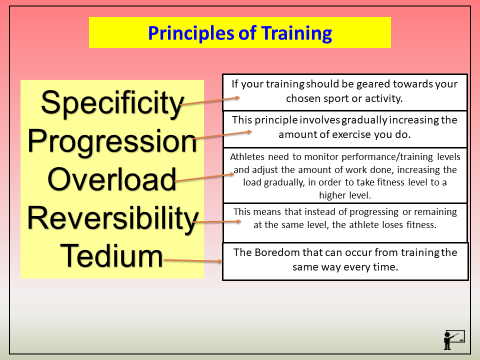 Principles of Training
Specificity
Progression
Overload
Reversibility
Tedium
If your training should be geared towards your
chosen sport or activity.
This principle involves gradually increasing the
amount of exercise you do.
Athletes need to monitor performance/training levels
and adjust the amount of work done, increasing the
load gradually, in order to take fitness level to a
higher level.
This means that instead of progressing or remaining
at the same level, the athlete loses fitness.
The Boredom that can occur from training the
same way every time.